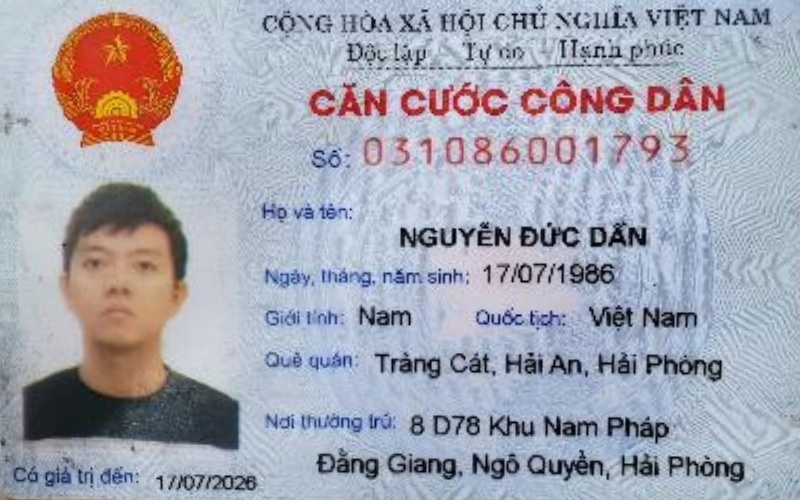 CỘNG HÒA XÃ HỘI CHỦ NGHĨA VIỆT NAM
Độc lập Tự do Hạnh phúc
CĂN CƯỚC CÔNG DÂN
Số: 031086001793
Họ và tên:
NGUYỄN ĐỨC DẪN
Ngày, tháng, năm sinh: 17/07/1986
Giới tính: Nam Quốc tịch: Việt Nam
Quê quán: Tràng Cát, Hải An, Hải Phòng
Nơi thường trú: 8 D78 Khu Nam Pháp
Đằng Giang, Ngô Quyền, Hải Phòng
Có giá trị đến: 17/07/2026